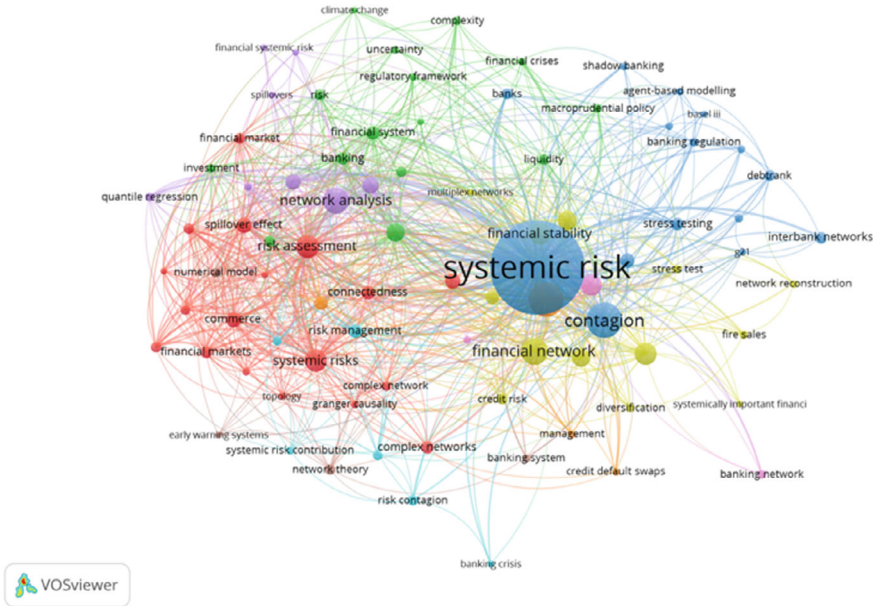 climate change
complexity
financial systemic risk
uncertainty
financial crises
shadow banking
regulatory framework
spillovers
risk
banks
agent-based modelling
macroprudential policy
basel iii
financial market
financial system
banking regulation
banking
liquidity
investment
debtrank
quantile regression
network analysis
multiplex networks
spillover effect
financial stability
stress testing
interbank networks
risk assessment
g21
systemic risk
stress test
numerical model
network reconstruction
connectedness
commerce
risk management
contagion
fire sales
financial markets
systemic risks
financial network
complex network
topology
granger causality
credit risk
diversification
systemically important financi
early warning systems
management
systemic risk contribution
complex networks
banking system
network theory
credit default swaps
banking network
risk contagion
banking crisis
VOSviewer